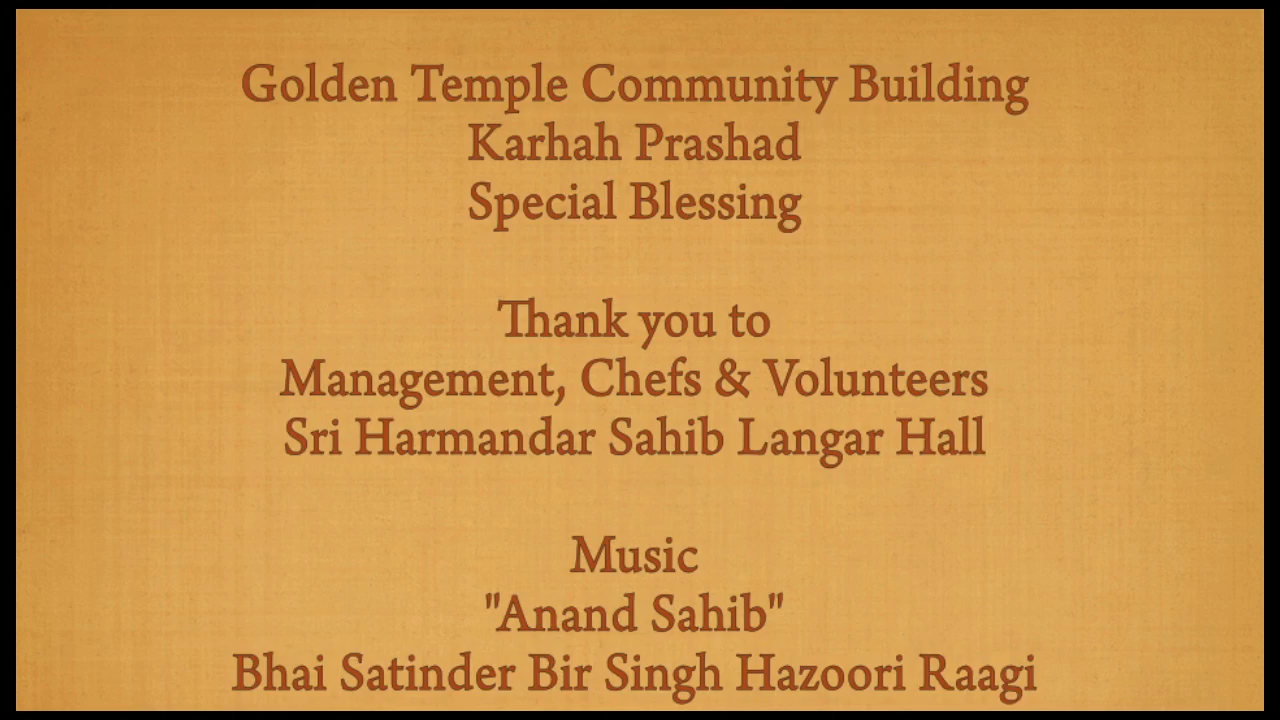 Golden Temple Community Building
Karhah Prashad
Special Blessing
Thank you to
Management, Chefs & Volunteers
Sri Harmandar Sahib Langar Hall
Music
"Anand Sahib"
Bhai Satinder Bir Singh Hazoori Raagi